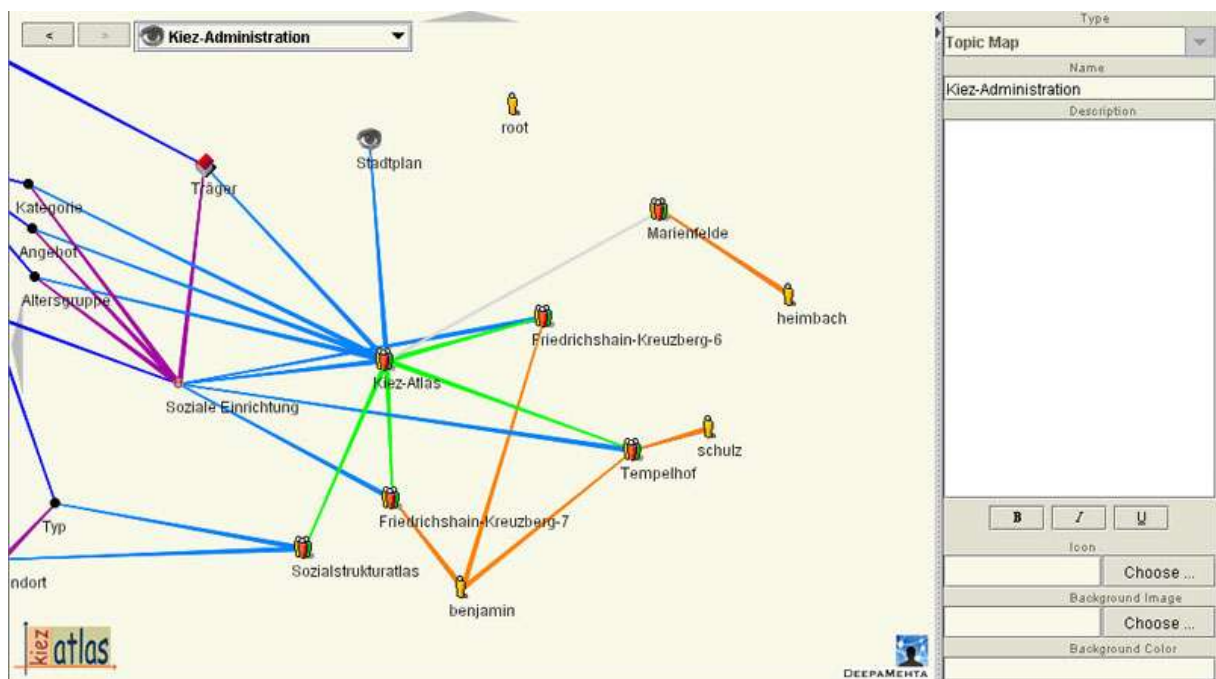 Type
< > Kiez-Administration
Topic Map
Name
Kiez-Administration
Description
root
Stadtplan
Träger
Kategorie
Marienfelde
Angebot
Altersgruppe
heimbach
Friedrichshain-Kreuzberg-6
Kiez-Atlas
Soziale Einrichtung
schulz
Tempelhof
Friedrichshain-Kreuzberg-7
Typ
B I U
Icon
Sozialstrukturatlas
Choose ...
ndort
benjamin
Background Image
Choose ...
kiez atlas
Background Color
DEEPAMEHTA